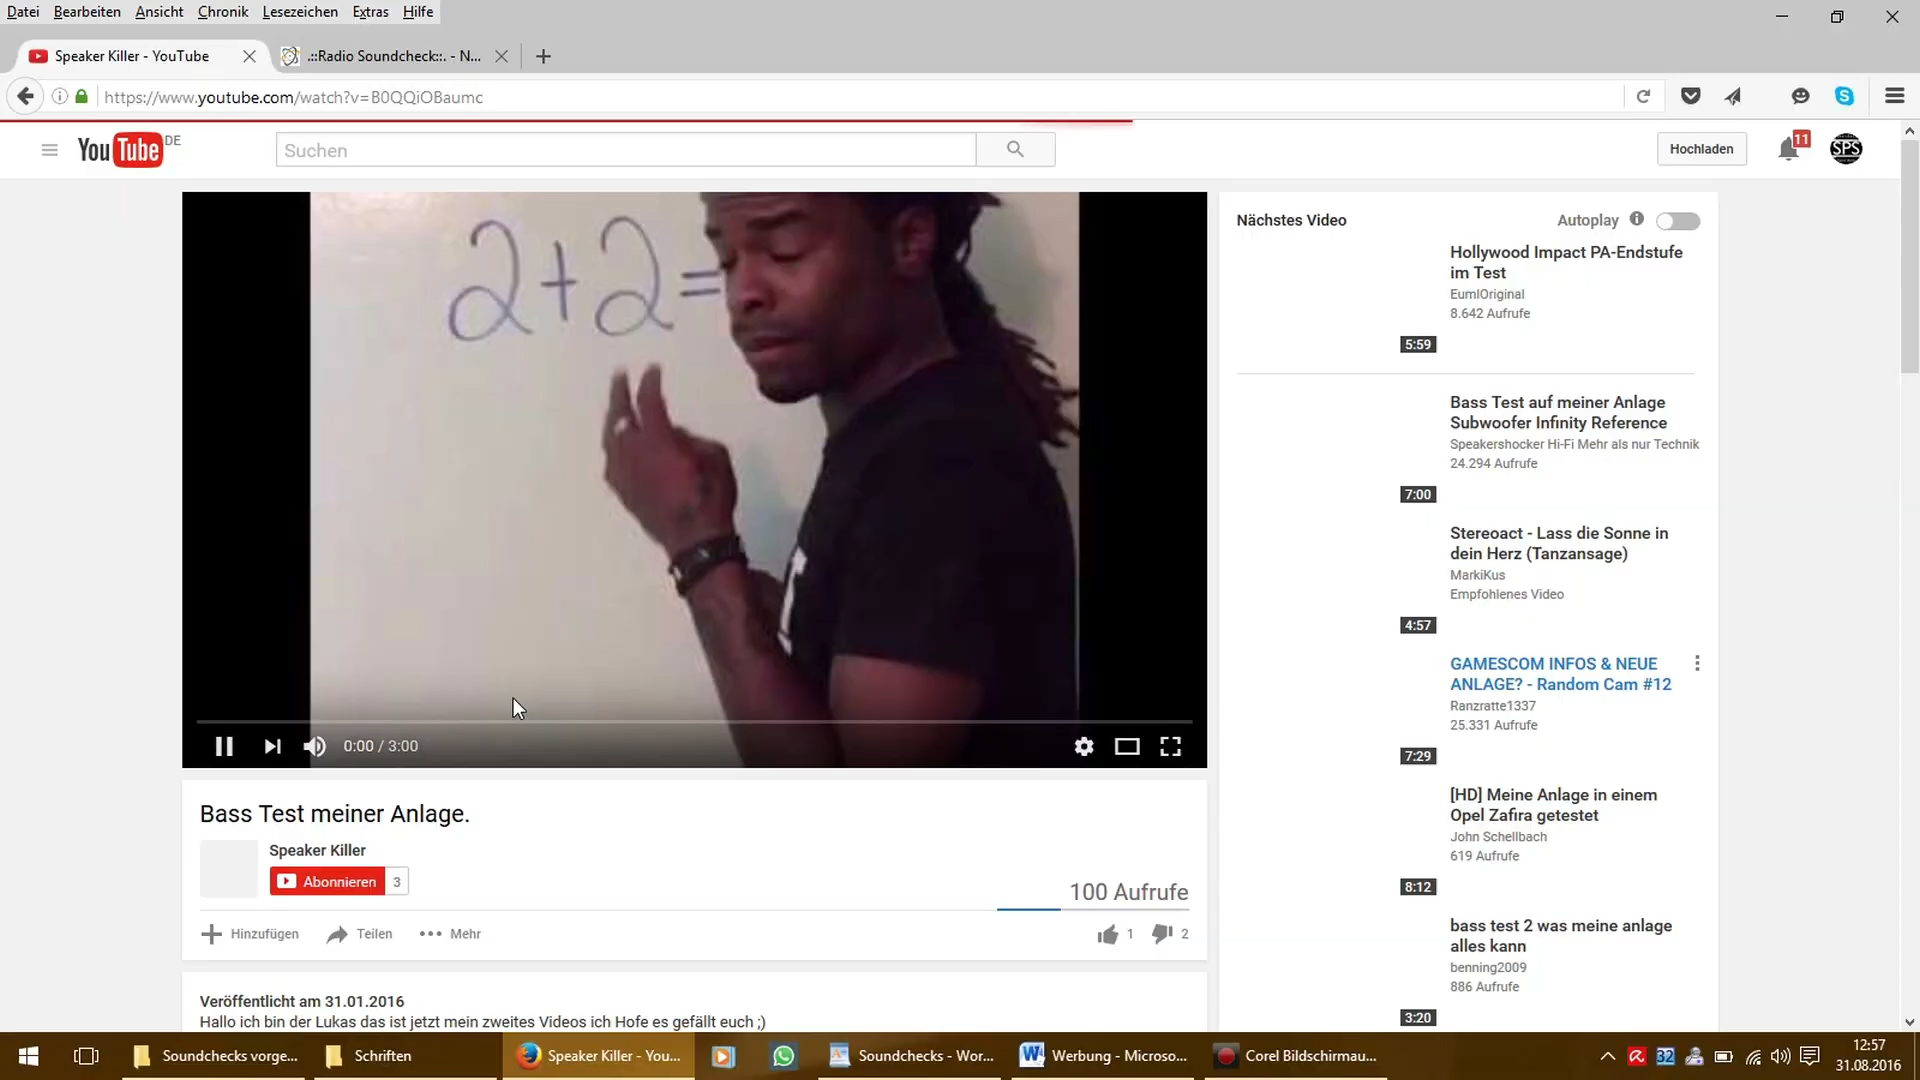 Datei Bearbeiten Ansicht Chronik Lesezeichen Extras Hilfe
Speaker Killer - YouTube
.::Radio Soundcheck::. - N...
https://www.youtube.com/watch?v=B0QQiOBaumc
YouTube DE
Suchen
Hochladen
11
SPS
2+2=
0:00 / 3:00
Bass Test meiner Anlage.
Speaker Killer
Abonnieren 3
100 Aufrufe
Hinzufügen Teilen Mehr
1 2
Veröffentlicht am 31.01.2016
Hallo ich bin der Lukas das ist jetzt mein zweites Videos ich Hofe es gefällt euch ;)
Nächstes Video
Autoplay
Hollywood Impact PA-Endstufe
im Test
EumlOriginal
8.642 Aufrufe
5:59
Bass Test auf meiner Anlage
Subwoofer Infinity Reference
Speakershocker Hi-Fi Mehr als nur Technik
24.294 Aufrufe
7:00
Stereoact - Lass die Sonne in
dein Herz (Tanzansage)
MarkiKus
Empfohlenes Video
4:57
GAMESCOM INFOS & NEUE
ANLAGE? - Random Cam #12
Ranzratte1337
25.331 Aufrufe
7:29
[HD] Meine Anlage in einem
Opel Zafira getestet
John Schellbach
619 Aufrufe
8:12
bass test 2 was meine anlage
alles kann
benning2009
886 Aufrufe
3:20
Soundchecks vorge...
Schriften
Speaker Killer - You...
Soundchecks - Wor...
Werbung - Microso...
Corel Bildschirmau...
32
12:57
31.08.2016